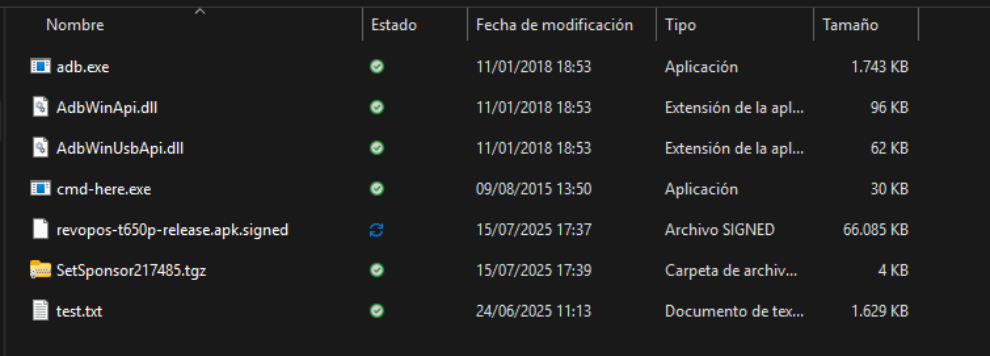 Nombre Estado Fecha de modificación Tipo Tamaño
adb.exe 11/01/2018 18:53 Aplicación 1.743 KB
AdbWinApi.dll 11/01/2018 18:53 Extensión de la apl... 96 KB
AdbWinUsbApi.dll 11/01/2018 18:53 Extensión de la apl... 62 KB
cmd-here.exe 09/08/2015 13:50 Aplicación 30 KB
revopos-t650p-release.apk.signed 15/07/2025 17:37 Archivo SIGNED 66.085 KB
SetSponsor217485.tgz 15/07/2025 17:39 Carpeta de archiv... 4 KB
test.txt 24/06/2025 11:13 Documento de tex... 1.629 KB